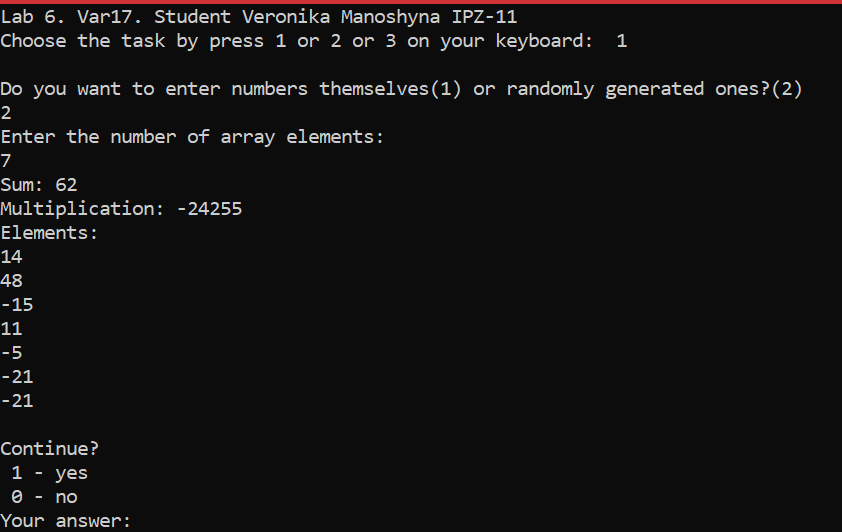 Lab 6. Var17. Student Veronika Manoshyna IPZ-11
Choose the task by press 1 or 2 or 3 on your keyboard:  1
Do you want to enter numbers themselves(1) or randomly generated ones?(2)
2
Enter the number of array elements:
7
Sum: 62
Multiplication: -24255
Elements:
14
48
-15
11
-5
-21
-21
Continue?
 1 - yes
 0 - no
Your answer: